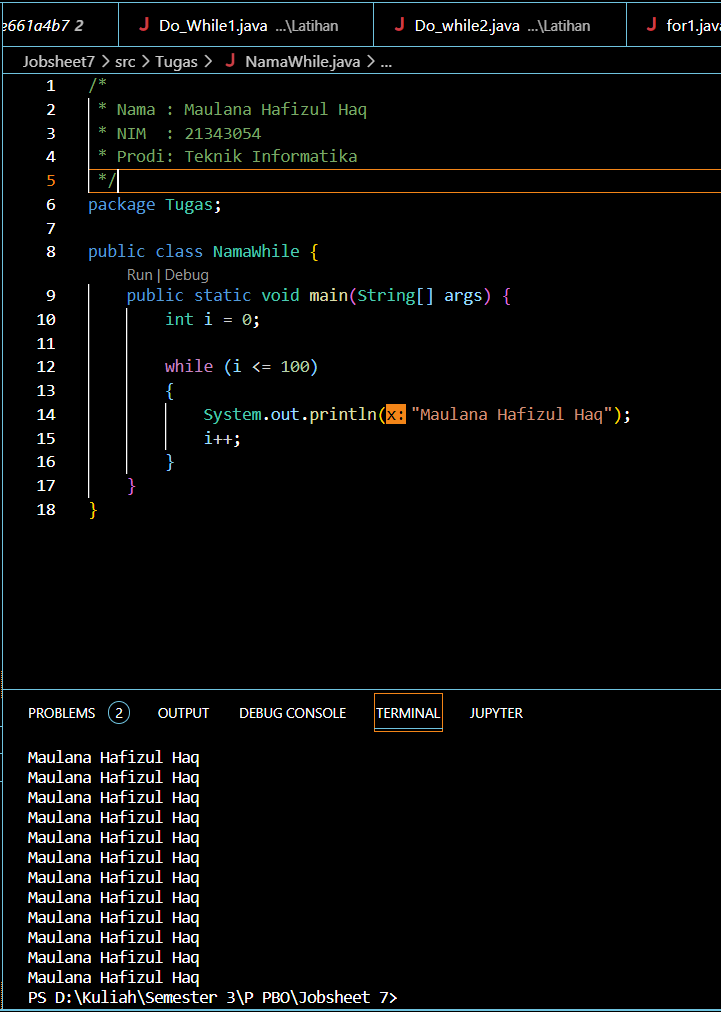 e661a4b7 2 J Do_While1.java ...\Latihan J Do_while2.java ...\Latihan J for1.java
Jobsheet7 > src > Tugas > J NamaWhile.java > ...
1 /*
2 * Nama : Maulana Hafizul Haq
3 * NIM  : 21343054
4 * Prodi: Teknik Informatika
5 */
6 package Tugas;
7
8 public class NamaWhile {
Run | Debug
9 public static void main(String[] args) {
10 int i = 0;
11
12 while (i <= 100)
13 {
14 System.out.println(x: "Maulana Hafizul Haq");
15 i++;
16 }
17 }
18 }
PROBLEMS 2 OUTPUT DEBUG CONSOLE TERMINAL JUPYTER
Maulana Hafizul Haq
Maulana Hafizul Haq
Maulana Hafizul Haq
Maulana Hafizul Haq
Maulana Hafizul Haq
Maulana Hafizul Haq
Maulana Hafizul Haq
Maulana Hafizul Haq
Maulana Hafizul Haq
Maulana Hafizul Haq
Maulana Hafizul Haq
Maulana Hafizul Haq
PS D:\Kuliah\Semester 3\P PBO\Jobsheet 7>